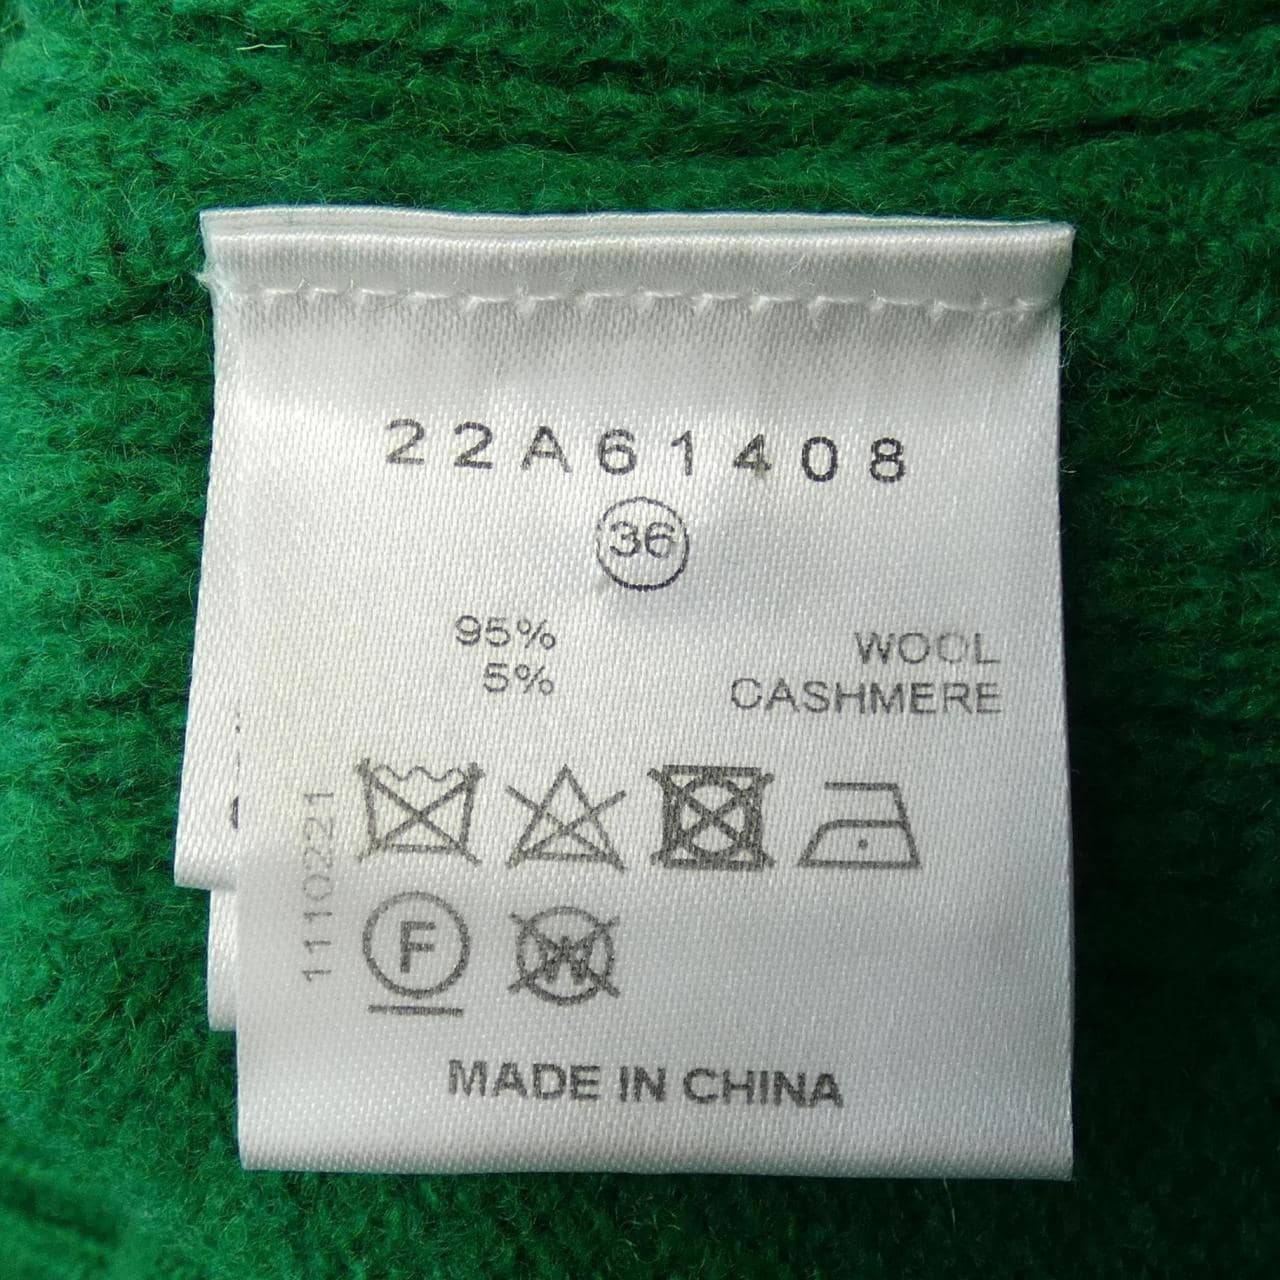 22A61408
36
95% WOOL
5% CASHMERE
1110221
F
W
MADE IN CHINA